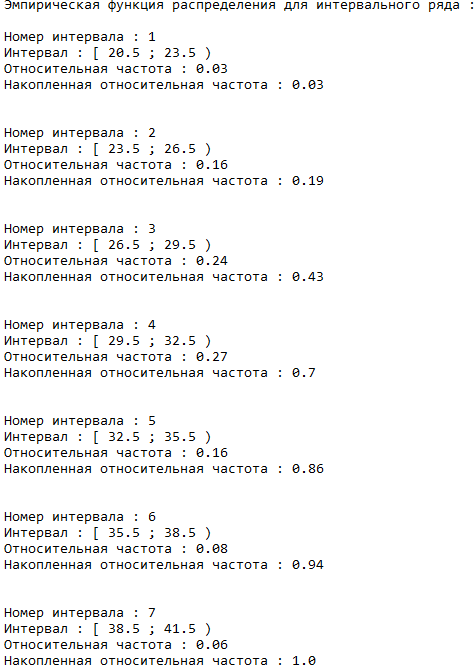 Эмпирическая функция распределения для интервального ряда :
Номер интервала : 1
Интервал : [ 20.5 ; 23.5 )
Относительная частота : 0.03
Накопленная относительная частота : 0.03
Номер интервала : 2
Интервал : [ 23.5 ; 26.5 )
Относительная частота : 0.16
Накопленная относительная частота : 0.19
Номер интервала : 3
Интервал : [ 26.5 ; 29.5 )
Относительная частота : 0.24
Накопленная относительная частота : 0.43
Номер интервала : 4
Интервал : [ 29.5 ; 32.5 )
Относительная частота : 0.27
Накопленная относительная частота : 0.7
Номер интервала : 5
Интервал : [ 32.5 ; 35.5 )
Относительная частота : 0.16
Накопленная относительная частота : 0.86
Номер интервала : 6
Интервал : [ 35.5 ; 38.5 )
Относительная частота : 0.08
Накопленная относительная частота : 0.94
Номер интервала : 7
Интервал : [ 38.5 ; 41.5 )
Относительная частота : 0.06
Накопленная относительная частота : 1.0